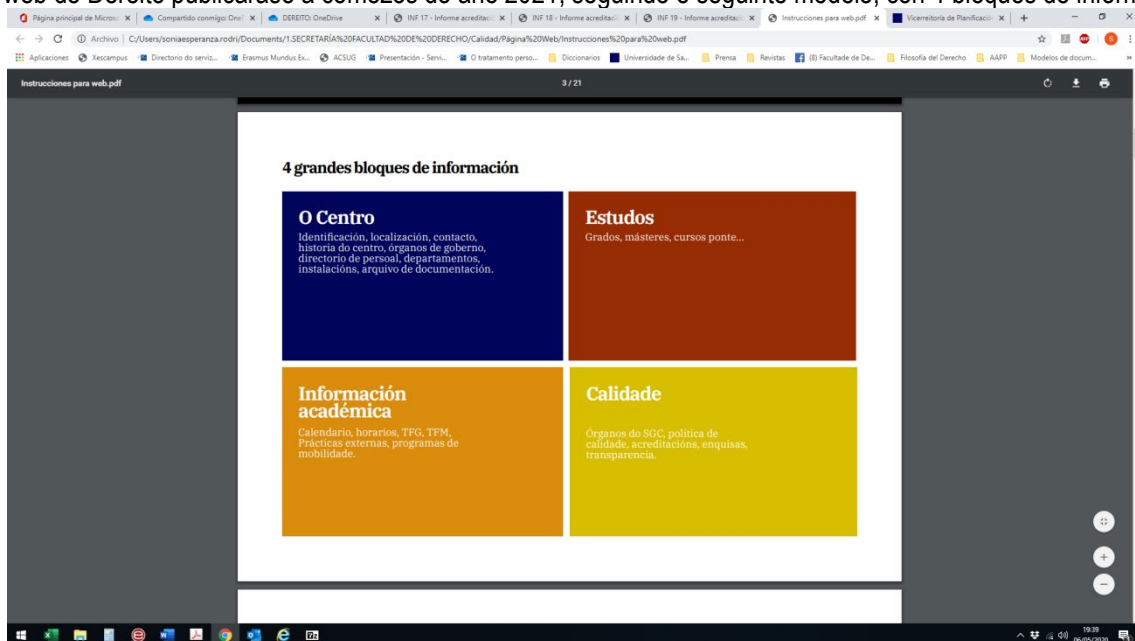 web de Dereito publicarase a comezos do ano 2021, seguindo o seguinte modelo, con 4 bloques de inform
Página principal de Micros
Compartido conmigo: One
DEREITO: OneDrive
INF 17 - Informe acreditaci
INF 18 - Informe acreditaci
INF 19 - Informe acreditaci
Instrucciones para web.pdf
Vicerreitoría de Planificació
Archivo
C:/Users/soniaesperanza.rodri/Documents/1.SECRETARÍA%20FACULTAD%20DE%20DERECHO/Calidad/Página%20Web/Instrucciones%20para%20web.pdf
Aplicaciones
Xescampus
Directorio do serviz...
Erasmus Mundus Ex...
ACSUG
Presentación - Servi...
O tratamento perso...
Diccionarios
Universidade de Sa...
Prensa
Revistas
(8) Facultade de De...
Filosofía del Derecho
AAPP
Modelos de docum...
Instrucciones para web.pdf
3 / 21
4 grandes bloques de información
O Centro
Identificación, localización, contacto,
historia do centro, órganos de goberno,
directorio de persoal, departamentos,
instalacións, arquivo de documentación.
Estudos
Grados, másteres, cursos ponte...
Información
académica
Calendario, horarios, TFG, TFM,
Prácticas externas, programas de
mobilidade.
Calidade
Órganos do SGC, política de
calidade, acreditacións, enquisas,
transparencia.
19:39
06/05/2020